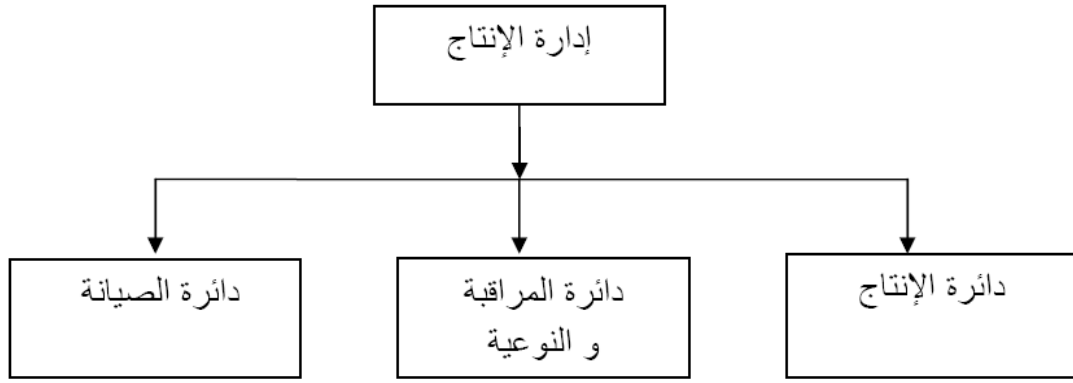 إدارة الإنتاج
دائرة الإنتاج
دائرة المراقبة
و النوعية
دائرة الصيانة